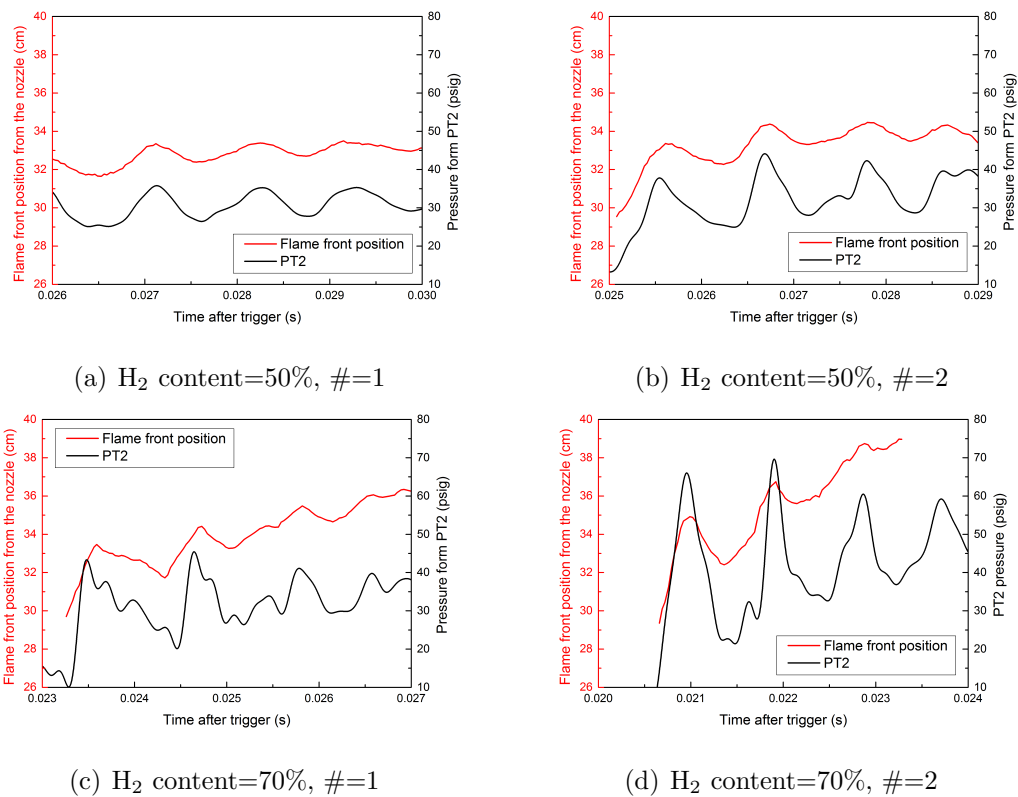 40
38
36
34
32
30
28
26
Flame front position from the nozzle (cm)
80
70
60
50
40
30
20
10
Pressure form PT2 (psig)
Flame front position
PT2
0.026 0.027 0.028 0.029 0.030
Time after trigger (s)
(a) H₂ content=50%, #=1
40
38
36
34
32
30
28
26
Flame front position from the nozzle (cm)
80
70
60
50
40
30
20
10
Pressure form PT2 (psig)
Flame front position
PT2
0.025 0.026 0.027 0.028 0.029
Time after trigger (s)
(b) H₂ content=50%, #=2
40
38
36
34
32
30
28
26
Flame front position from the nozzle (cm)
80
70
60
50
40
30
20
10
Pressure form PT2 (psig)
Flame front position
PT2
0.023 0.024 0.025 0.026 0.027
Time after trigger (s)
(c) H₂ content=70%, #=1
40
38
36
34
32
30
28
26
Flame front position from the nozzle (cm)
80
70
60
50
40
30
20
10
PT2 pressure (psig)
Flame front position
PT2
0.020 0.021 0.022 0.023 0.024
Time after trigger (s)
(d) H₂ content=70%, #=2